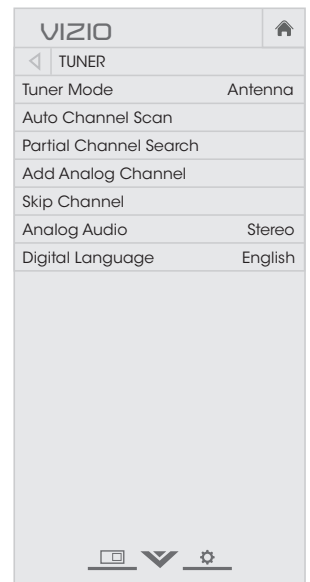 VIZIO
TUNER
Tuner Mode Antenna
Auto Channel Scan
Partial Channel Search
Add Analog Channel
Skip Channel
Analog Audio Stereo
Digital Language English